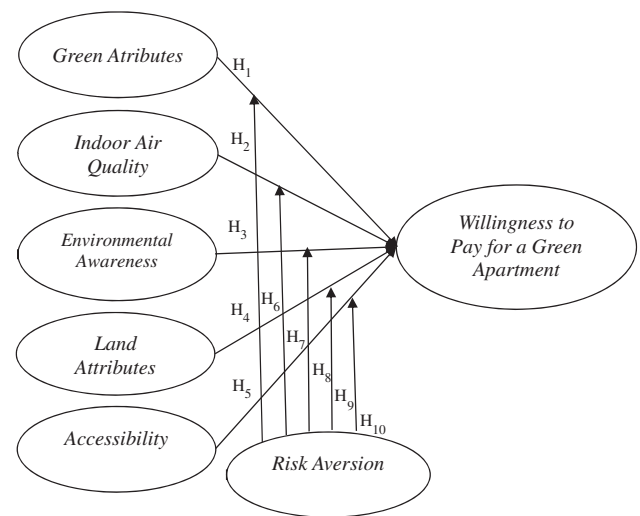 Green Atributes
H1
Indoor Air
Quality
H2
Environmental
Awareness
H3
Willingness to
Pay for a Green
Apartment
Land
Attributes
H4
H6
H7
Accessibility
H5
H8
H9
H10
Risk Aversion